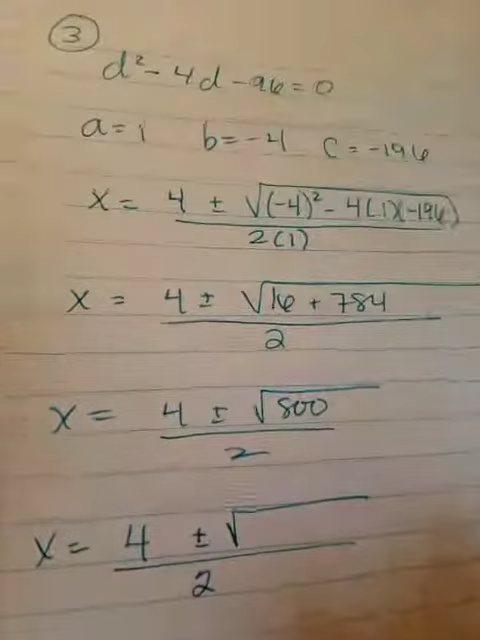 3
d² - 4d - 96 = 0
a = 1 b = -4 c = -196
x = 4 ± √(-4)² - 4(1)(-196)
2(1)
x = 4 ± √16 + 784
2
x = 4 ± √800
2
x = 4 ± √
2